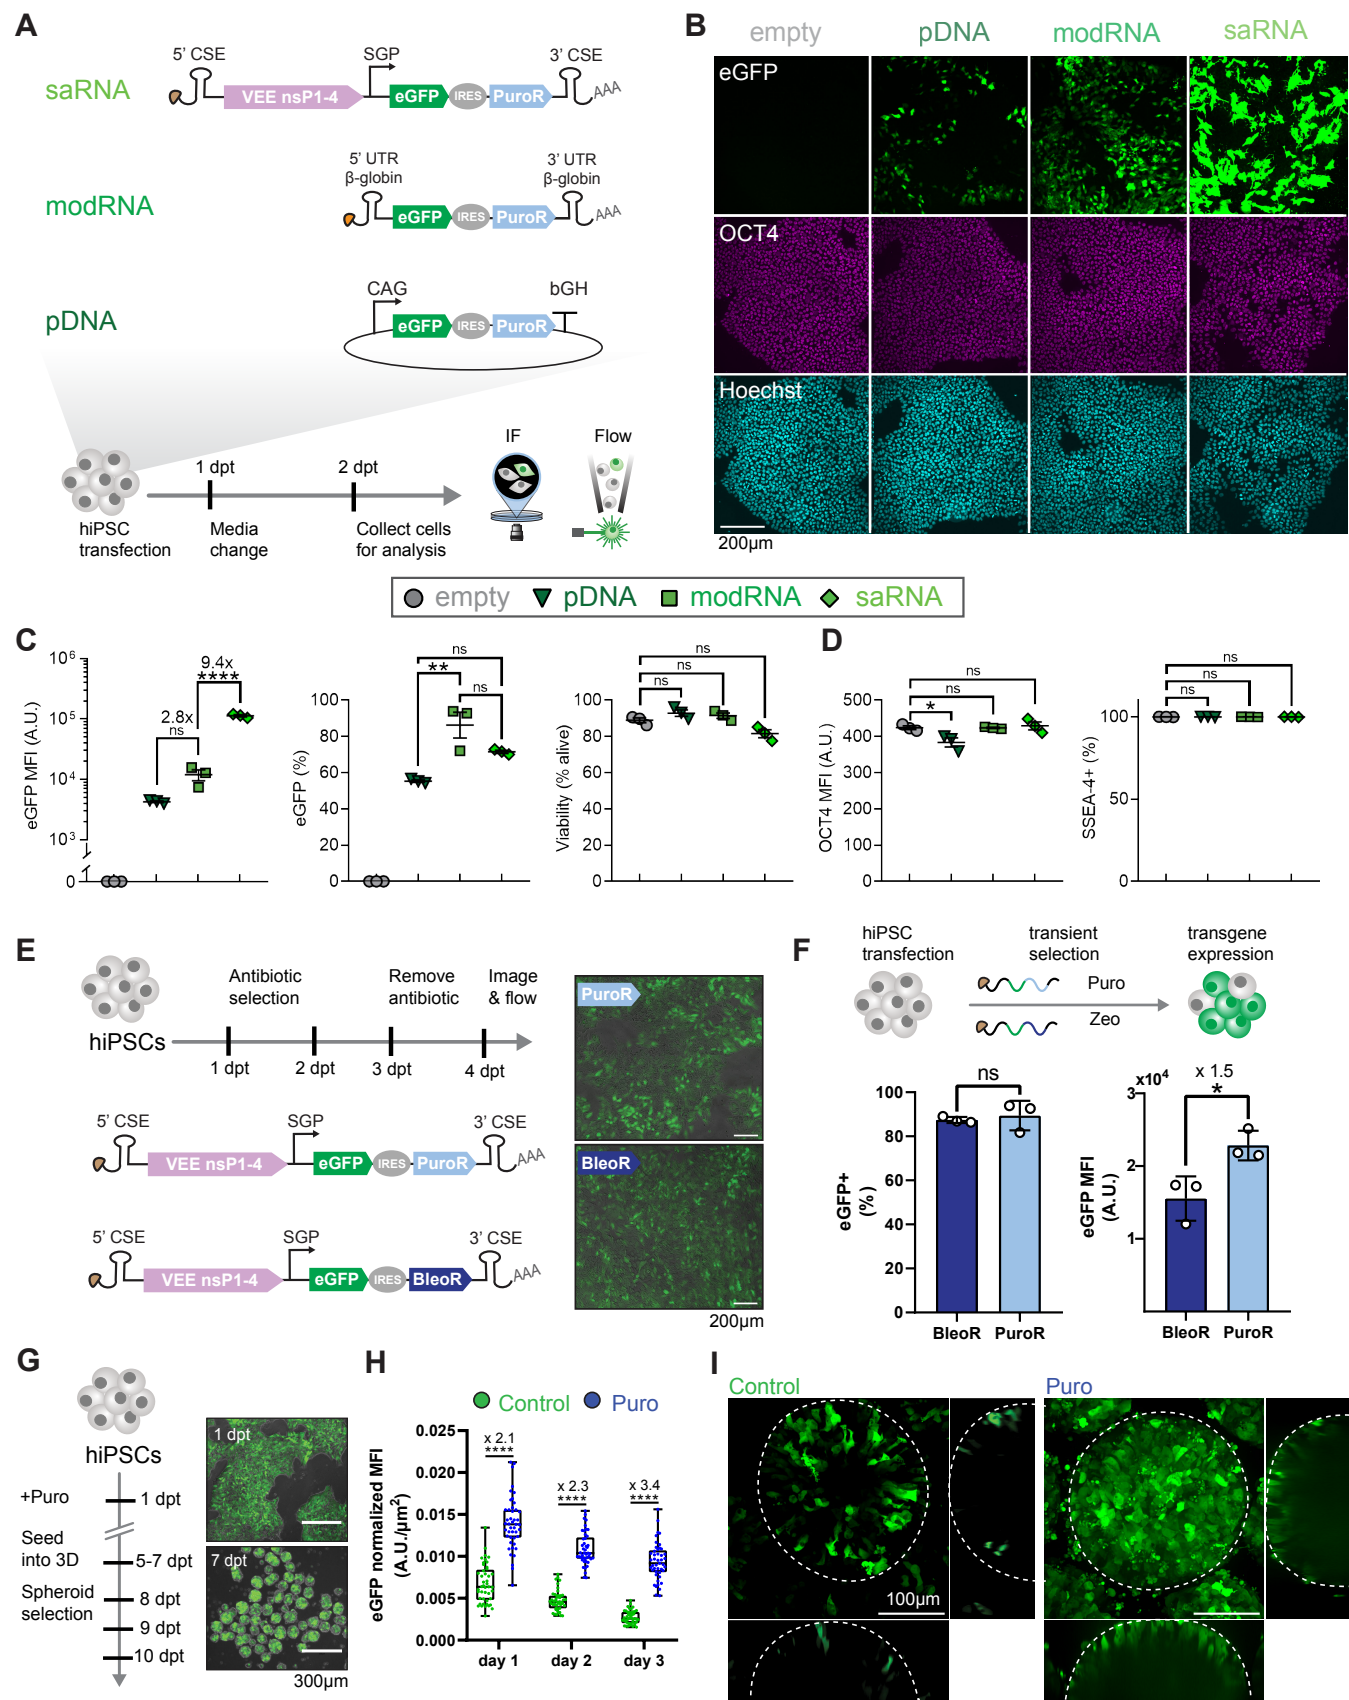 A
5' CSE
SGP
3' CSE
saRNA
VEE nsP1-4
eGFP
IRES
PuroR
AAA
5' UTR
β-globin
3' UTR
β-globin
modRNA
eGFP
IRES
PuroR
AAA
CAG
bGH
pDNA
eGFP
IRES
PuroR
1 dpt
2 dpt
IF
Flow
hiPSC
transfection
Media
change
Collect cells
for analysis
B
empty
pDNA
modRNA
saRNA
eGFP
OCT4
Hoechst
200µm
empty
pDNA
modRNA
saRNA
C
eGFP MFI (A.U.)
10⁶
10⁵
10⁴
10³
0
9.4x
****
2.8x
ns
eGFP (%)
100
80
60
40
20
0
ns
**
ns
Viability (% alive)
100
80
60
40
20
0
ns
ns
ns
D
OCT4 MFI (A.U.)
500
400
300
200
100
0
ns
ns
*
SSEA-4+ (%)
100
50
0
ns
ns
ns
E
hiPSCs
Antibiotic
selection
Remove
antibiotic
Image
& flow
1 dpt
2 dpt
3 dpt
4 dpt
5' CSE
SGP
3' CSE
VEE nsP1-4
eGFP
IRES
PuroR
AAA
5' CSE
SGP
3' CSE
VEE nsP1-4
eGFP
IRES
BleoR
AAA
PuroR
BleoR
200µm
F
hiPSC
transfection
transient
selection
transgene
expression
Puro
Zeo
eGFP+
(%)
100
80
60
40
20
0
ns
BleoR
PuroR
eGFP MFI
(A.U.)
x10⁴
3
2
1
x 1.5
*
BleoR
PuroR
G
hiPSCs
+Puro
1 dpt
Seed
into 3D
5-7 dpt
Spheroid
selection
8 dpt
9 dpt
10 dpt
1 dpt
7 dpt
300µm
H
Control
Puro
eGFP normalized MFI
(A.U./µm²)
0.025
0.020
0.015
0.010
0.005
0.000
x 2.1
****
x 2.3
****
x 3.4
****
day 1
day 2
day 3
I
Control
Puro
100µm